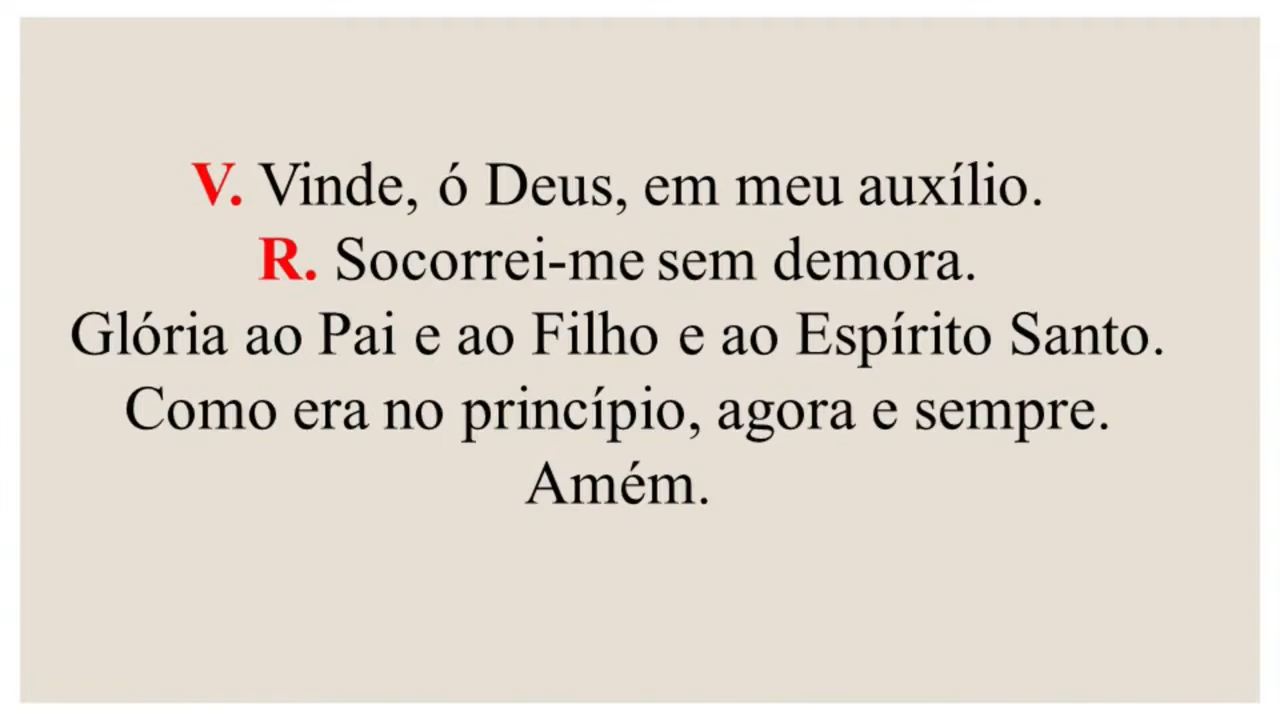 V. Vinde, ó Deus, em meu auxílio.
R. Socorrei-me sem demora.
Glória ao Pai e ao Filho e ao Espírito Santo.
Como era no princípio, agora e sempre.
Amém.